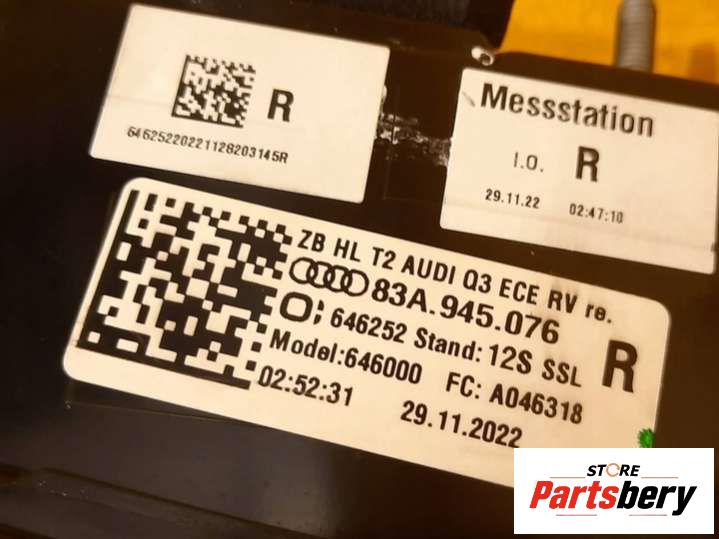 R
64625220221128203145R
Messstation
I.O. R
29.11.22 02:47:10
ZB HL T2 AUDI Q3 ECE RV re.
83A.945.076
646252 Stand: 12S SSL
R
Model:646000 FC: A046318
02:52:31 29.11.2022
STORE
Partsbery